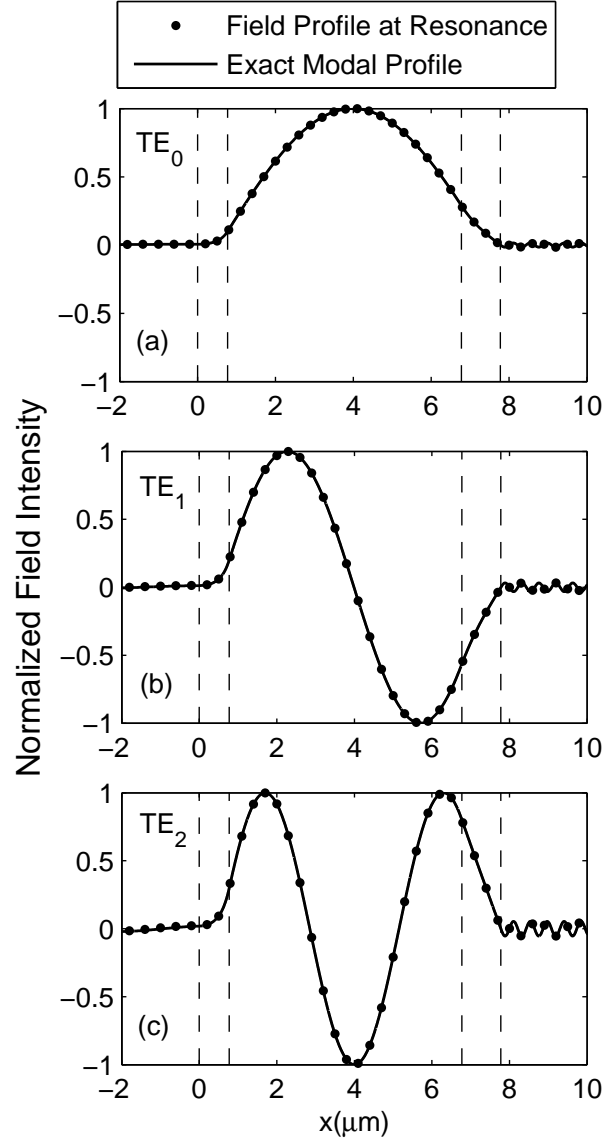 Field Profile at Resonance
Exact Modal Profile
Normalized Field Intensity
1
0.5
0
−0.5
−1
TE0
(a)
−2 0 2 4 6 8 10
1
0.5
0
−0.5
−1
TE1
(b)
−2 0 2 4 6 8 10
1
0.5
0
−0.5
−1
TE2
(c)
−2 0 2 4 6 8 10
x(μm)